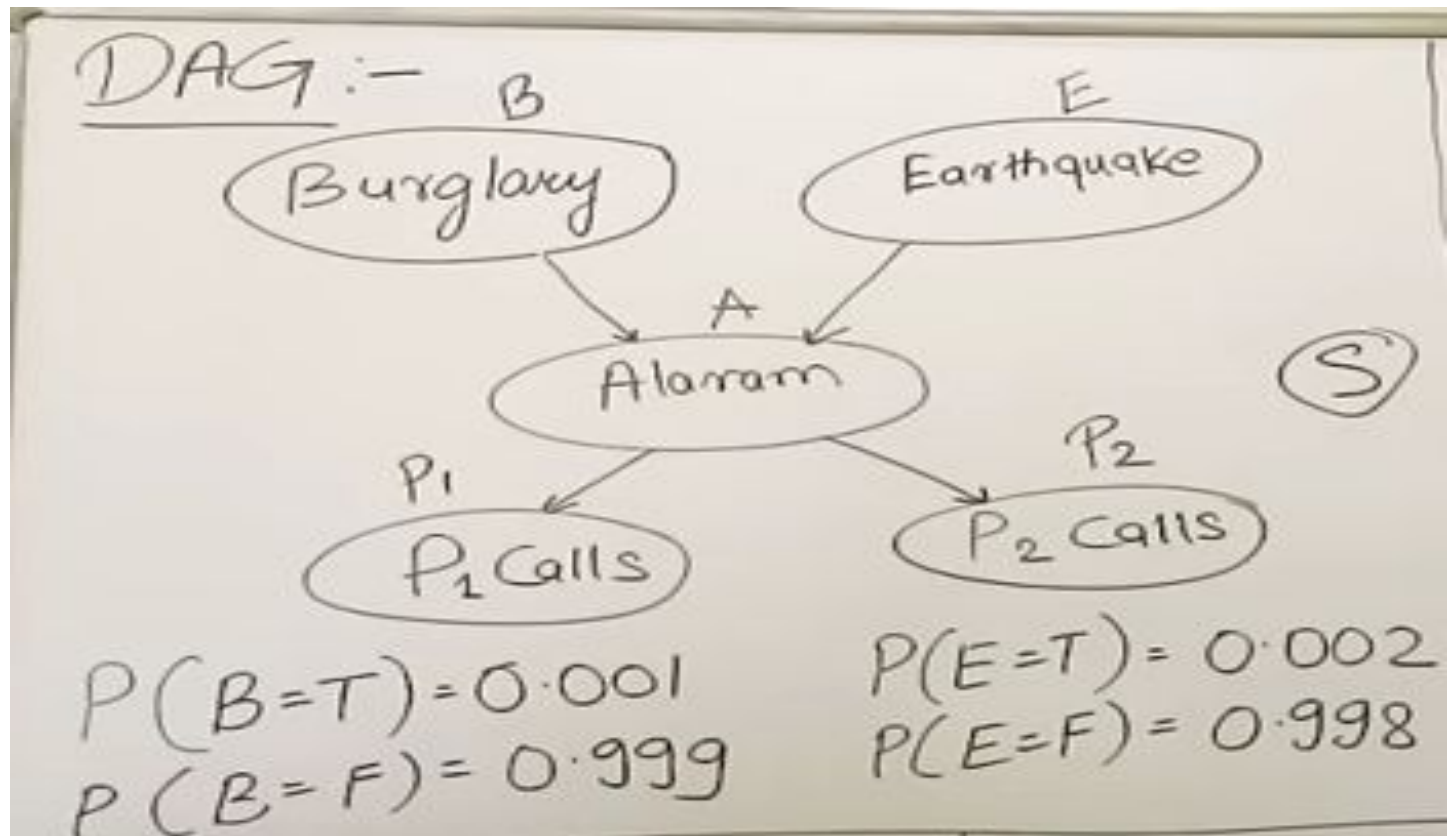 DAG :-
B
E
Burglary
Earthquake
A
Alaram
S
P1
P2
P1 Calls
P2 Calls
P(B=T)=0.001
P(E=T)=0.002
P(B=F)=0.999
P(E=F)=0.998